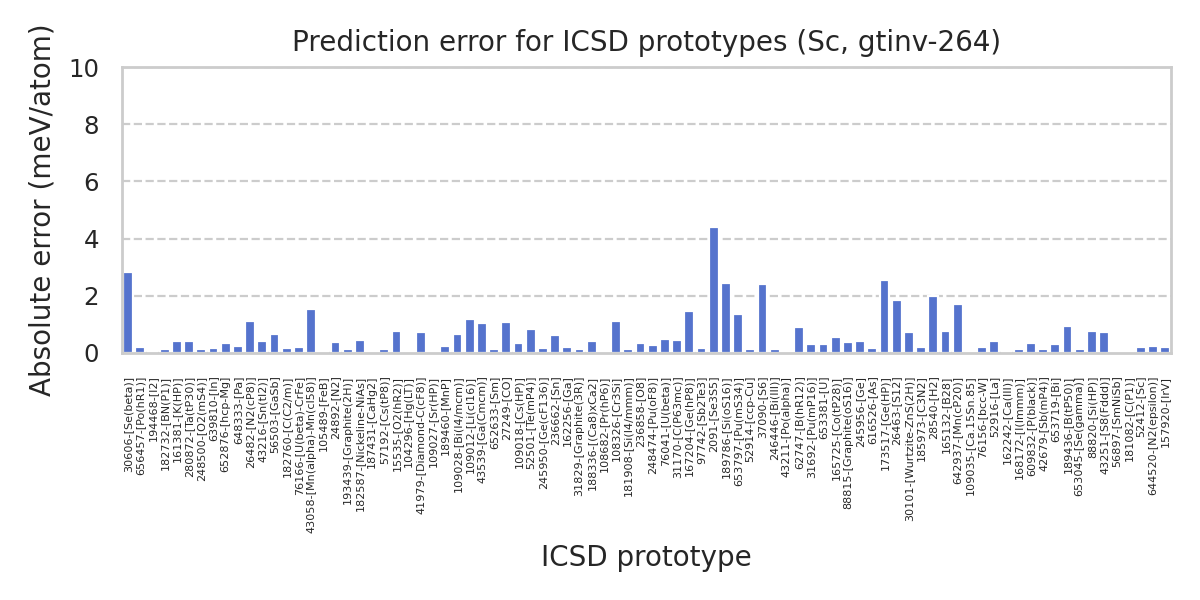 Prediction error for ICSD prototypes (Sc, gtinv-264)
Absolute error (meV/atom)
10
8
6
4
2
0
306066-[Se(beta)]
656457-[Po(hR1)]
194468-[I2]
182732-[BN(P1)]
16381-[K(HP)]
280872-[Ta(tP30)]
248500-[O2(mS4)]
639810-[In]
652876-[hcp-Mg]
648333-[Pa]
26482-[N2(cP8)]
43216-[Sn(tI2)]
56503-[GaSb]
182760-[C(C2/m)]
76166-[U(beta)-CrFe]
43058-[Mn(alpha)-Mn(cI58)]
105489-[FeB]
24892-[N2]
193439-[Graphite(2H)]
182587-[Nickeline-NiAs]
187431-[CaHg2]
57192-[Cs(tP8)]
15535-[O2(hR2)]
104296-[Hg(LT)]
41979-[Diamond-C(cF8)]
109027-[Sr(HP)]
189460-[MnP]
109028-[Bi(I4/mcm)]
109012-[Li(cI16)]
43539-[Ga(Cmcm)]
652633-[Sm]
27249-[CO]
109018-[Cs(HP)]
52501-[Te(mP4)]
245950-[Ge(cF136)]
236662-[Sn]
162256-[Ga]
31829-[Graphite(3R)]
188336-[(Ca8)xCa2]
108682-[Pr(hP6)]
108326-[Cr3Si]
181908-[Si(I4/mmm)]
236858-[O8]
248474-[Pu(oF8)]
76041-[U(beta)]
31170-[C(P63mc)]
167204-[Ge(hP8)]
97742-[Sb2Te3]
2091-[Se3S5]
189786-[Si(oS16)]
653797-[Pu(mS34)]
52914-[ccp-Cu]
37090-[S6]
246446-[Bi(III)]
43211-[Po(alpha)]
62747-[B(hR12)]
31692-[Pu(mP16)]
653381-[U]
165725-[Co(tP28)]
88815-[Graphite(oS16)]
245956-[Ge]
616526-[As]
173517-[Ge(HP)]
26463-[S12]
30101-[Wurtzite-ZnS(2H)]
185973-[C3N2]
28540-[H2]
165132-[B28]
642937-[Mn(cP20)]
109035-[Ca.15Sn.85]
76156-[bcc-W]
52916-[La]
162242-[Ca(III)]
168172-[I(Immm)]
609832-[P(black)]
42679-[Sb(mP4)]
653719-[Bi]
189436-[B(tP50)]
653045-[Se(gamma)]
88820-[Si(HP)]
43251-[S8(Fddd)]
56897-[SmNiSb]
181082-[C(P1)]
52412-[Sc]
644520-[N2(epsilon)]
157920-[IrV]
ICSD prototype